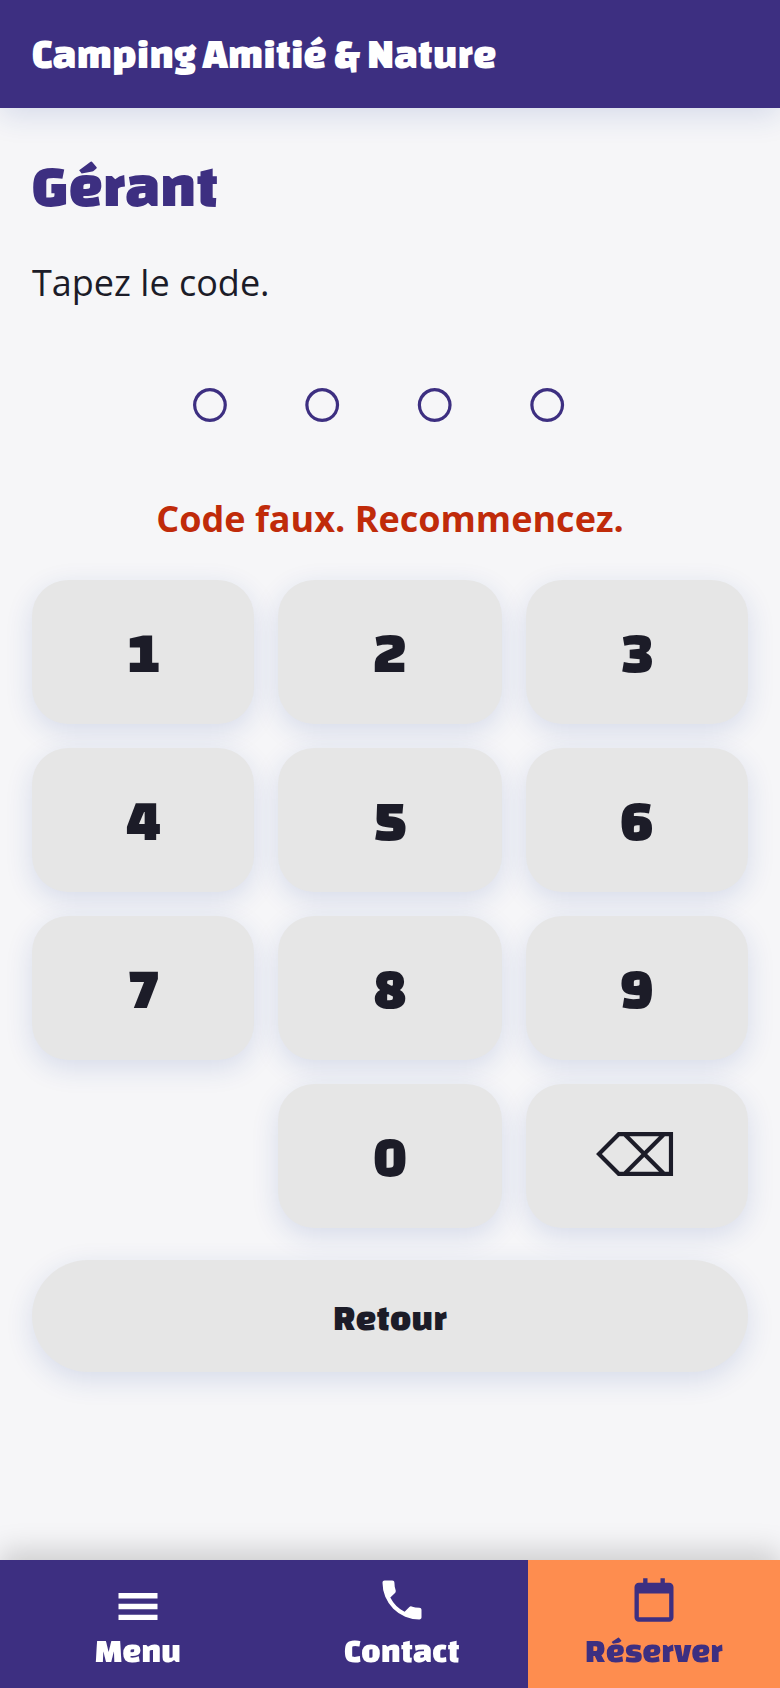 Camping Amitié & Nature
Gérant
Tapez le code.
Code faux. Recommencez.
1 2 3
4 5 6
7 8 9
0 ⌫
Retour
Menu Contact Réserver